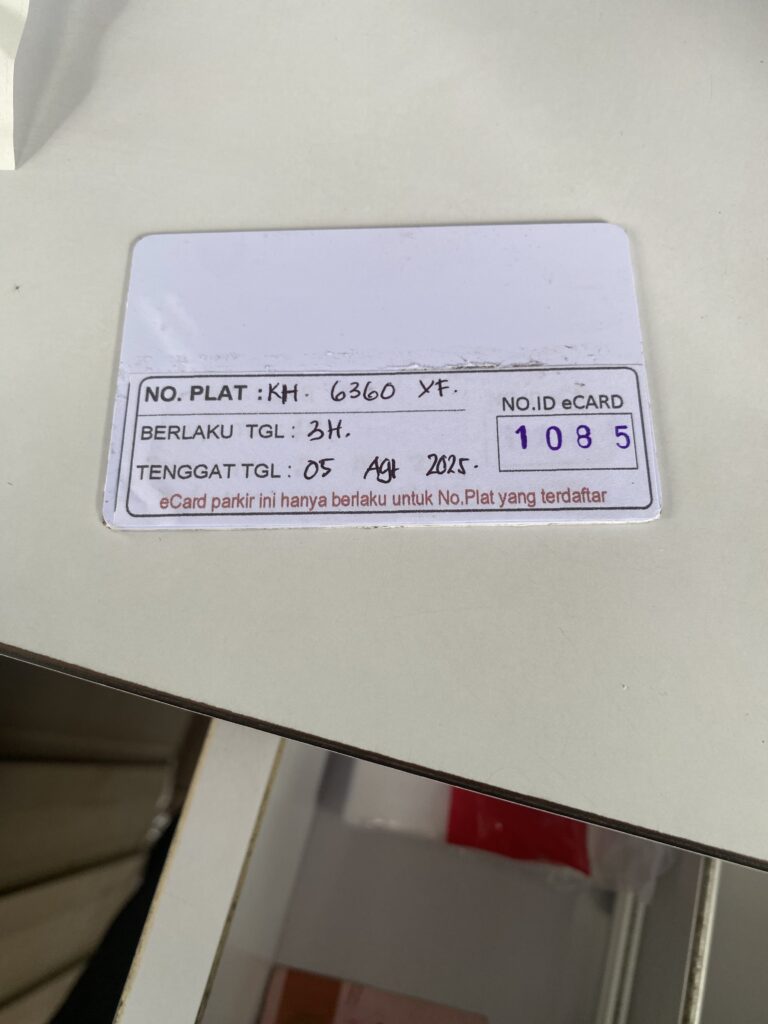 NO. PLAT : KH. 6360 YF.
BERLAKU TGL : 3H.
TENGGAT TGL : 05 Agt 2025.
NO.ID eCARD
1085
eCard parkir ini hanya berlaku untuk No.Plat yang terdaftar